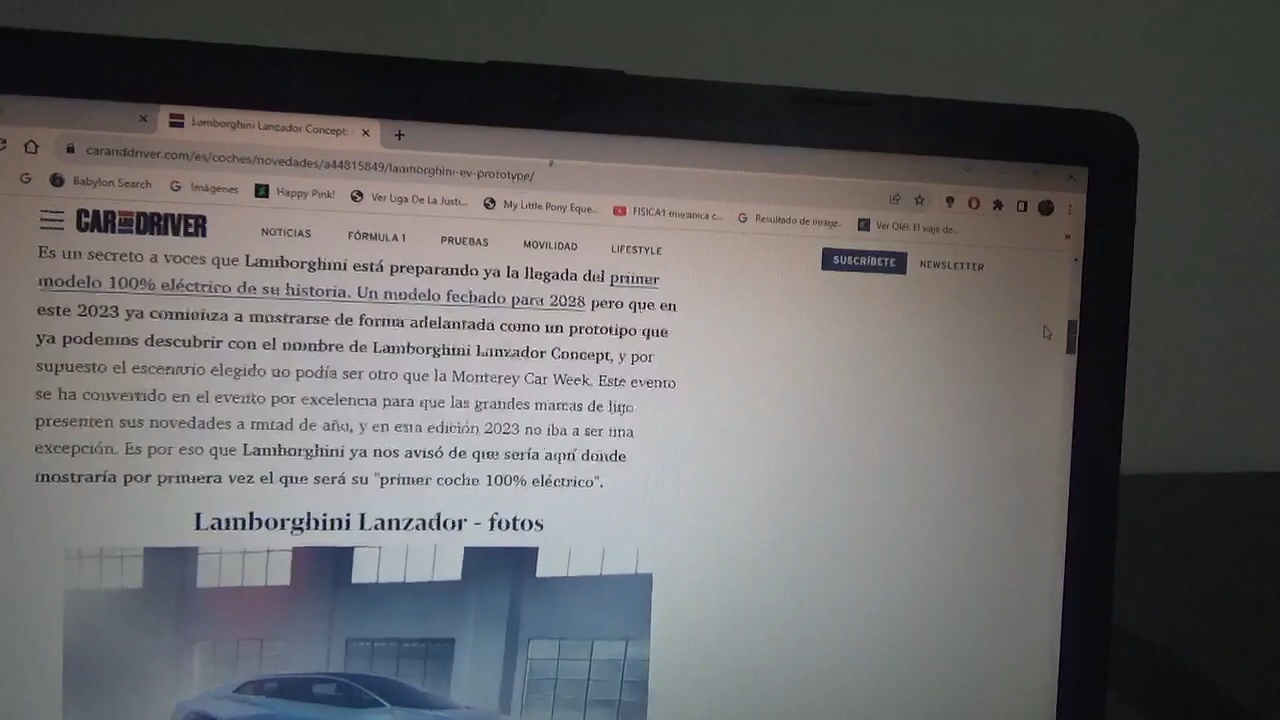 Lamborghini Lanzador Concept:
caranddriver.com/es/coches/novedades/a44815849/lamborghini-ev-prototype/
Babylon Search
Imágenes
Happy Pink!
Ver Liga De La Justi...
My Little Pony Eque...
FISICA1 mecanica c...
Resultado de image...
Ver Olé!: El viaje de...
CAR AND DRIVER
NOTICIAS
FÓRMULA 1
PRUEBAS
MOVILIDAD
LIFESTYLE
SUSCRÍBETE
NEWSLETTER
Es un secreto a voces que Lamborghini está preparando ya la llegada del primer
modelo 100% eléctrico de su historia. Un modelo fechado para 2028 pero que en
este 2023 ya comienza a mostrarse de forma adelantada como un prototipo que
ya podemos descubrir con el nombre de Lamborghini Lanzador Concept, y por
supuesto el escenario elegido no podía ser otro que la Monterey Car Week. Este evento
se ha convertido en el evento por excelencia para que las grandes marcas de lujo
presenten sus novedades a mitad de año, y en esta edición 2023 no iba a ser una
excepción. Es por eso que Lamborghini ya nos avisó de que sería aquí donde
mostraría por primera vez el que será su "primer coche 100% eléctrico".
Lamborghini Lanzador - fotos